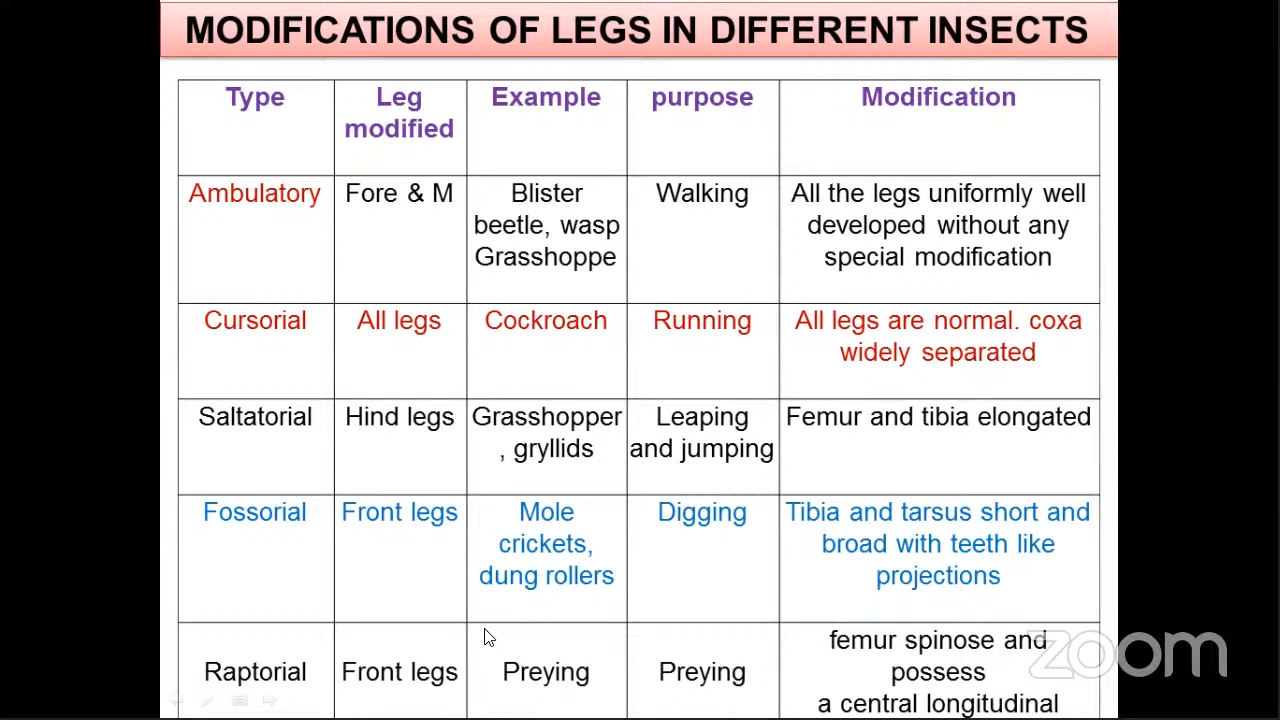 MODIFICATIONS OF LEGS IN DIFFERENT INSECTS
Type
Leg
modified
Example
purpose
Modification
Ambulatory
Fore & M
Blister
beetle, wasp
Grasshoppe
Walking
All the legs uniformly well
developed without any
special modification
Cursorial
All legs
Cockroach
Running
All legs are normal. coxa
widely separated
Saltatorial
Hind legs
Grasshopper
, gryllids
Leaping
and jumping
Femur and tibia elongated
Fossorial
Front legs
Mole
crickets,
dung rollers
Digging
Tibia and tarsus short and
broad with teeth like
projections
Raptorial
Front legs
Preying
Preying
femur spinose and
possess
a central longitudinal
zoom